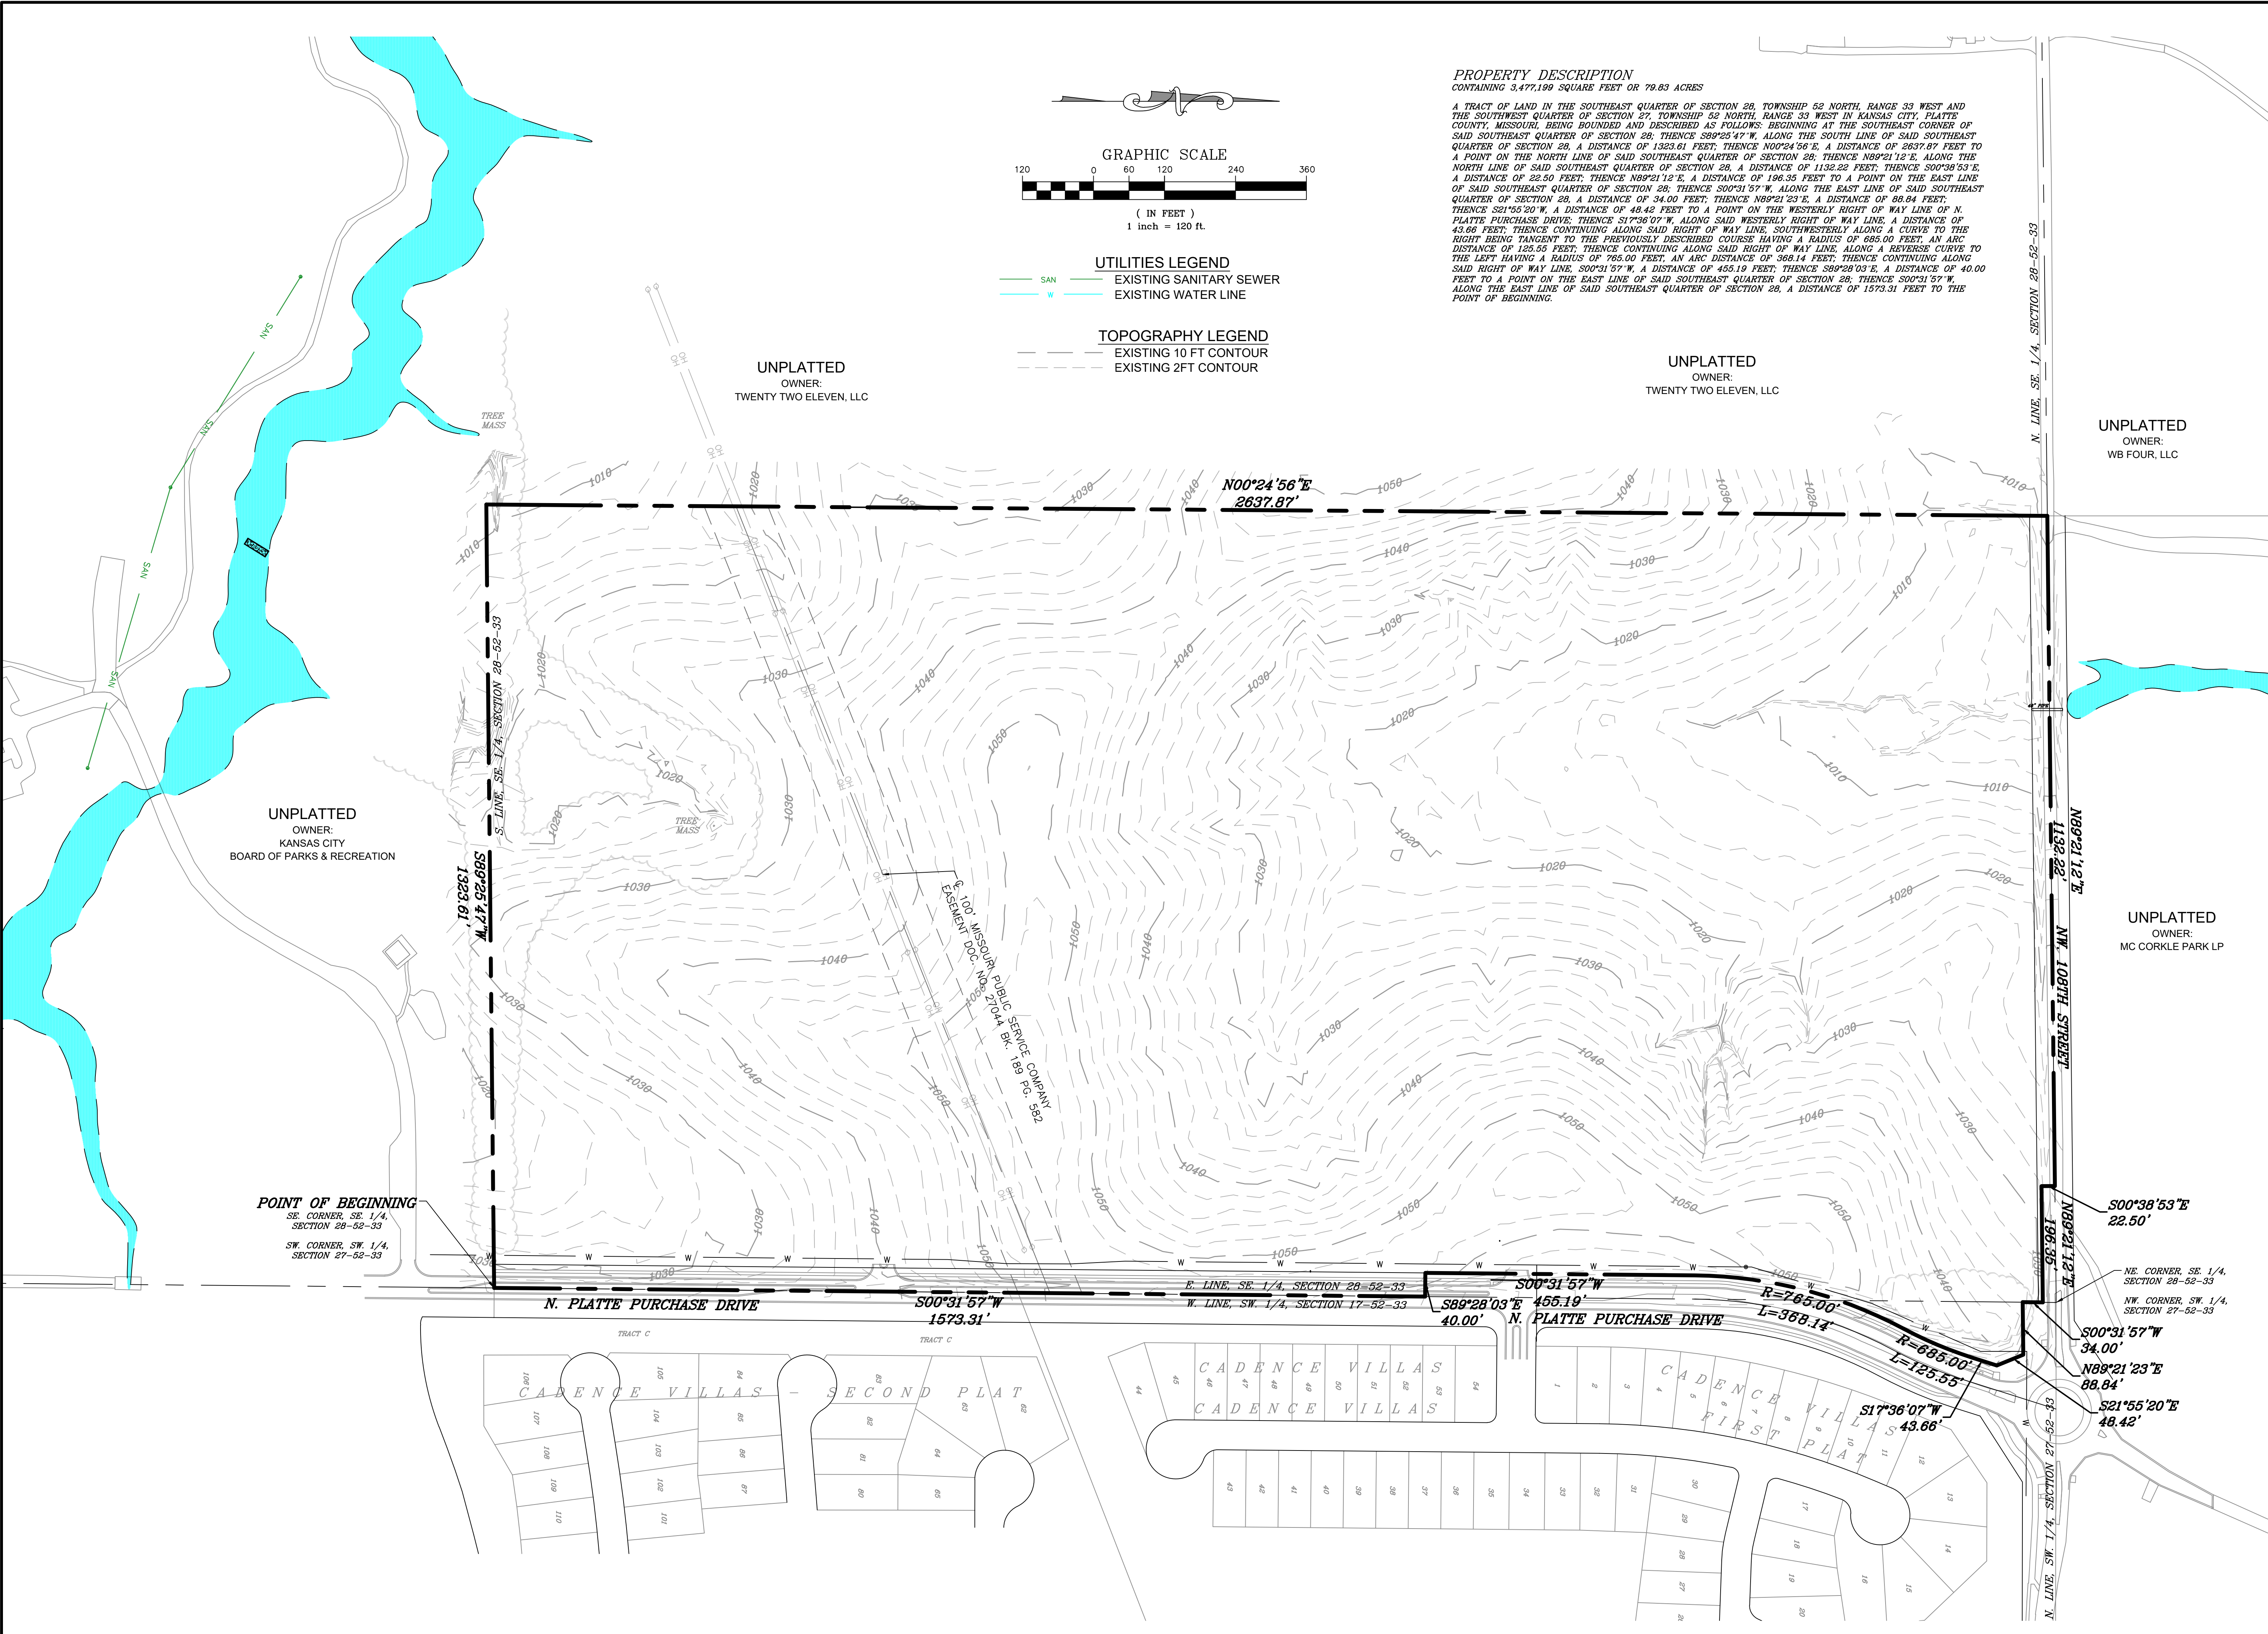 PROPERTY DESCRIPTION
CONTAINING 3,477,199 SQUARE FEET OR 79.83 ACRES
A TRACT OF LAND IN THE SOUTHEAST QUARTER OF SECTION 28, TOWNSHIP 52 NORTH, RANGE 33 WEST AND
THE SOUTHWEST QUARTER OF SECTION 27, TOWNSHIP 52 NORTH, RANGE 33 WEST IN KANSAS CITY, PLATTE
COUNTY, MISSOURI, BEING BOUNDED AND DESCRIBED AS FOLLOWS: BEGINNING AT THE SOUTHEAST CORNER OF
SAID SOUTHEAST QUARTER OF SECTION 28; THENCE S89°25'47"W, ALONG THE SOUTH LINE OF SAID SOUTHEAST
QUARTER OF SECTION 28, A DISTANCE OF 1323.61 FEET; THENCE N00°24'56"E, A DISTANCE OF 2637.87 FEET TO
A POINT ON THE NORTH LINE OF SAID SOUTHEAST QUARTER OF SECTION 28; THENCE N89°21'12"E, ALONG THE
NORTH LINE OF SAID SOUTHEAST QUARTER OF SECTION 28, A DISTANCE OF 1132.22 FEET; THENCE S00°38'53"E,
A DISTANCE OF 22.50 FEET; THENCE N89°21'12"E, A DISTANCE OF 196.35 FEET TO A POINT ON THE EAST LINE
OF SAID SOUTHEAST QUARTER OF SECTION 28; THENCE S00°31'57"W, ALONG THE EAST LINE OF SAID SOUTHEAST
QUARTER OF SECTION 28, A DISTANCE OF 34.00 FEET; THENCE N89°21'23"E, A DISTANCE OF 88.84 FEET;
THENCE S21°55'20"W, A DISTANCE OF 48.42 FEET TO A POINT ON THE WESTERLY RIGHT OF WAY LINE OF N.
PLATTE PURCHASE DRIVE; THENCE S17°36'07"W, ALONG SAID WESTERLY RIGHT OF WAY LINE, A DISTANCE OF
43.66 FEET; THENCE CONTINUING ALONG SAID RIGHT OF WAY LINE, SOUTHWESTERLY ALONG A CURVE TO THE
RIGHT BEING TANGENT TO THE PREVIOUSLY DESCRIBED COURSE HAVING A RADIUS OF 685.00 FEET, AN ARC
DISTANCE OF 125.55 FEET; THENCE CONTINUING ALONG SAID RIGHT OF WAY LINE, ALONG A REVERSE CURVE TO
THE LEFT HAVING A RADIUS OF 765.00 FEET, AN ARC DISTANCE OF 368.14 FEET; THENCE CONTINUING ALONG
SAID RIGHT OF WAY LINE, S00°31'57"W, A DISTANCE OF 455.19 FEET; THENCE S89°28'03"E, A DISTANCE OF 40.00
FEET TO A POINT ON THE EAST LINE OF SAID SOUTHEAST QUARTER OF SECTION 28; THENCE S00°31'57"W,
ALONG THE EAST LINE OF SAID SOUTHEAST QUARTER OF SECTION 28, A DISTANCE OF 1573.31 FEET TO THE
POINT OF BEGINNING.
N
GRAPHIC SCALE
120 0 60 120 240 360
( IN FEET )
1 inch = 120 ft.
UTILITIES LEGEND
SAN EXISTING SANITARY SEWER
W EXISTING WATER LINE
TOPOGRAPHY LEGEND
EXISTING 10 FT CONTOUR
EXISTING 2FT CONTOUR
UNPLATTED
OWNER:
TWENTY TWO ELEVEN, LLC
UNPLATTED
OWNER:
TWENTY TWO ELEVEN, LLC
UNPLATTED
OWNER:
WB FOUR, LLC
N. LINE, SE. 1/4, SECTION 28-52-33
TREE
MASS
N00°24'56"E
2637.87'
S. LINE, SE. 1/4, SECTION 28-52-33
S89°25'47"W
1323.61'
UNPLATTED
OWNER:
KANSAS CITY
BOARD OF PARKS & RECREATION
TREE
MASS
℄ 100' MISSOURI PUBLIC SERVICE COMPANY
EASEMENT DOC. NO. 27044 BK. 189 PG. 582
N89°21'12"E
1132.22'
NW. 108TH STREET
UNPLATTED
OWNER:
MC CORKLE PARK LP
POINT OF BEGINNING
SE. CORNER, SE. 1/4,
SECTION 28-52-33
SW. CORNER, SW. 1/4,
SECTION 27-52-33
S00°38'53"E
22.50'
N89°21'12"E
196.35'
NE. CORNER, SE. 1/4,
SECTION 28-52-33
NW. CORNER, SW. 1/4,
SECTION 27-52-33
S00°31'57"W
34.00'
N89°21'23"E
88.84'
S21°55'20"E
48.42'
S17°36'07"W
43.66'
R=685.00'
L=125.55'
R=765.00'
L=368.14'
S00°31'57"W
455.19'
S89°28'03"E
40.00'
E. LINE, SE. 1/4, SECTION 28-52-33
W. LINE, SW. 1/4, SECTION 17-52-33
N. PLATTE PURCHASE DRIVE
S00°31'57"W
1573.31'
N. PLATTE PURCHASE DRIVE
N. LINE, SW. 1/4, SECTION 27-52-33
TRACT C
TRACT C
CADENCE VILLAS - SECOND PLAT
CADENCE VILLAS
CADENCE VILLAS
CADENCE VILLAS
FIRST PLAT